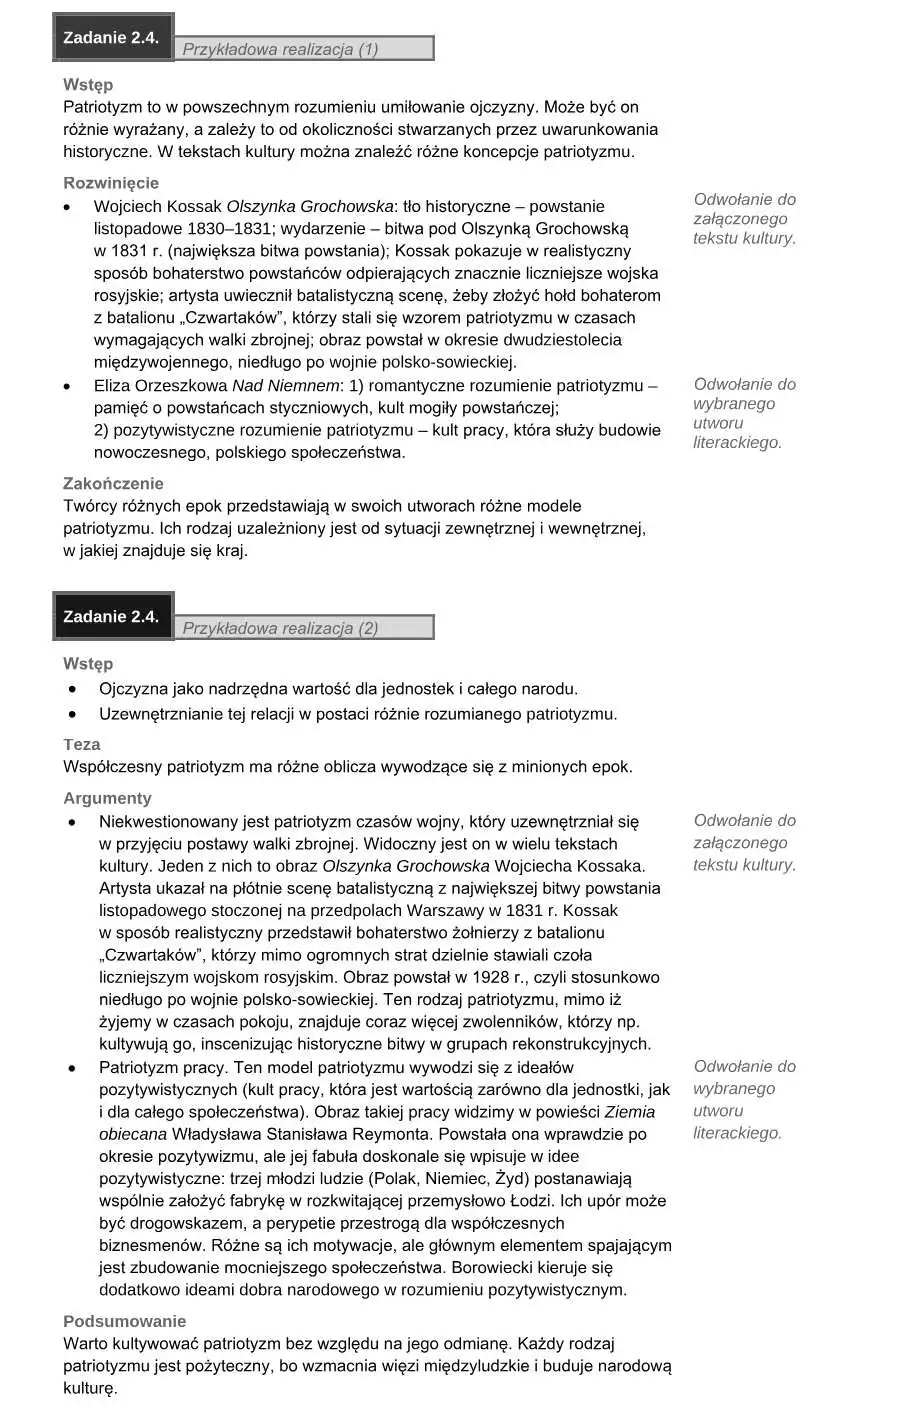 Zadanie 2.4.
Przykładowa realizacja (1)
Wstęp
Patriotyzm to w powszechnym rozumieniu umiłowanie ojczyzny. Może być on
różnie wyrażany, a zależy to od okoliczności stwarzanych przez uwarunkowania
historyczne. W tekstach kultury można znaleźć różne koncepcje patriotyzmu.
Rozwinięcie
• Wojciech Kossak Olszynka Grochowska: tło historyczne – powstanie
listopadowe 1830–1831; wydarzenie – bitwa pod Olszynką Grochowską
w 1831 r. (największa bitwa powstania); Kossak pokazuje w realistyczny
sposób bohaterstwo powstańców odpierających znacznie liczniejsze wojska
rosyjskie; artysta uwiecznił batalistyczną scenę, żeby złożyć hołd bohaterom
z batalionu „Czwartaków”, którzy stali się wzorem patriotyzmu w czasach
wymagających walki zbrojnej; obraz powstał w okresie dwudziestolecia
międzywojennego, niedługo po wojnie polsko-sowieckiej.
Odwołanie do
załączonego
tekstu kultury.
• Eliza Orzeszkowa Nad Niemnem: 1) romantyczne rozumienie patriotyzmu –
pamięć o powstańcach styczniowych, kult mogiły powstańczej;
2) pozytywistyczne rozumienie patriotyzmu – kult pracy, która służy budowie
nowoczesnego, polskiego społeczeństwa.
Odwołanie do
wybranego
utworu
literackiego.
Zakończenie
Twórcy różnych epok przedstawiają w swoich utworach różne modele
patriotyzmu. Ich rodzaj uzależniony jest od sytuacji zewnętrznej i wewnętrznej,
w jakiej znajduje się kraj.
Zadanie 2.4.
Przykładowa realizacja (2)
Wstęp
• Ojczyzna jako nadrzędna wartość dla jednostek i całego narodu.
• Uzewnętrznianie tej relacji w postaci różnie rozumianego patriotyzmu.
Teza
Współczesny patriotyzm ma różne oblicza wywodzące się z minionych epok.
Argumenty
• Niekwestionowany jest patriotyzm czasów wojny, który uzewnętrzniał się
w przyjęciu postawy walki zbrojnej. Widoczny jest on w wielu tekstach
kultury. Jeden z nich to obraz Olszynka Grochowska Wojciecha Kossaka.
Artysta ukazał na płótnie scenę batalistyczną z największej bitwy powstania
listopadowego stoczonej na przedpolach Warszawy w 1831 r. Kossak
w sposób realistyczny przedstawił bohaterstwo żołnierzy z batalionu
„Czwartaków”, którzy mimo ogromnych strat dzielnie stawiali czoła
liczniejszym wojskom rosyjskim. Obraz powstał w 1928 r., czyli stosunkowo
niedługo po wojnie polsko-sowieckiej. Ten rodzaj patriotyzmu, mimo iż
żyjemy w czasach pokoju, znajduje coraz więcej zwolenników, którzy np.
kultywują go, inscenizując historyczne bitwy w grupach rekonstrukcyjnych.
Odwołanie do
załączonego
tekstu kultury.
• Patriotyzm pracy. Ten model patriotyzmu wywodzi się z ideałów
pozytywistycznych (kult pracy, która jest wartością zarówno dla jednostki, jak
i dla całego społeczeństwa). Obraz takiej pracy widzimy w powieści Ziemia
obiecana Władysława Stanisława Reymonta. Powstała ona wprawdzie po
okresie pozytywizmu, ale jej fabuła doskonale się wpisuje w idee
pozytywistyczne: trzej młodzi ludzie (Polak, Niemiec, Żyd) postanawiają
wspólnie założyć fabrykę w rozkwitającej przemysłowo Łodzi. Ich upór może
być drogowskazem, a perypetie przestrogą dla współczesnych
biznesmenów. Różne są ich motywacje, ale głównym elementem spajającym
jest zbudowanie mocniejszego społeczeństwa. Borowiecki kieruje się
dodatkowo ideami dobra narodowego w rozumieniu pozytywistycznym.
Odwołanie do
wybranego
utworu
literackiego.
Podsumowanie
Warto kultywować patriotyzm bez względu na jego odmianę. Każdy rodzaj
patriotyzmu jest pożyteczny, bo wzmacnia więzi międzyludzkie i buduje narodową
kulturę.